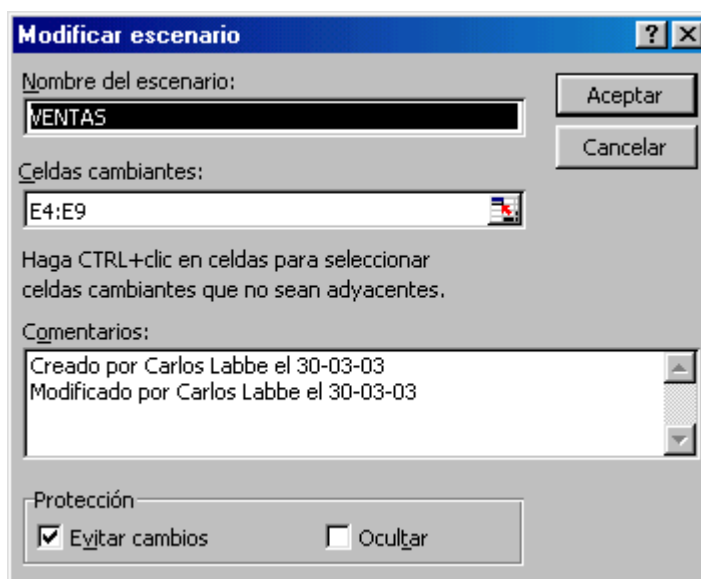 Modificar escenario
Nombre del escenario:
VENTAS
Aceptar
Cancelar
Celdas cambiantes:
E4:E9
Haga CTRL+clic en celdas para seleccionar
celdas cambiantes que no sean adyacentes.
Comentarios:
Creado por Carlos Labbe el 30-03-03
Modificado por Carlos Labbe el 30-03-03
Protección
Evitar cambios
Ocultar